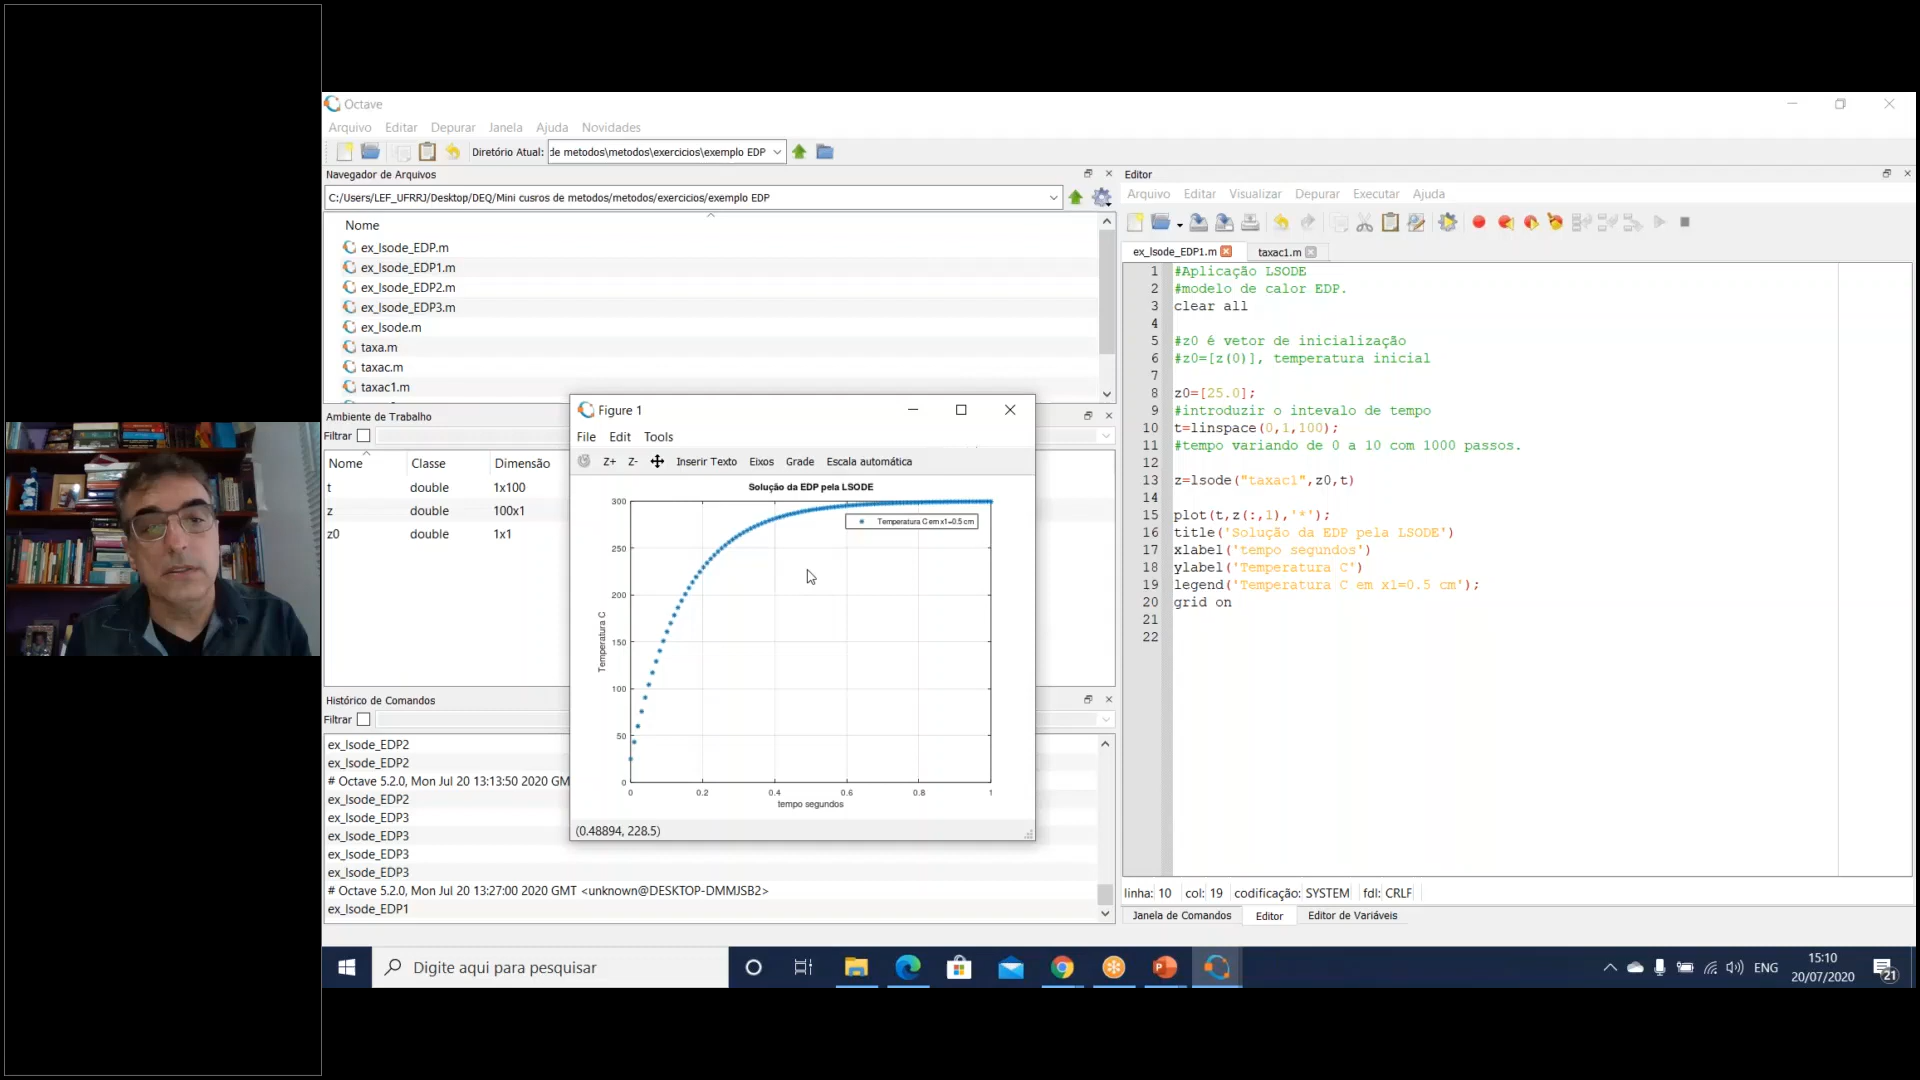 Octave
Arquivo Editar Depurar Janela Ajuda Novidades
Diretório Atual: de metodos\metodos\exercicios\exemplo EDP
Navegador de Arquivos
C:/Users/LEF_UFRRJ/Desktop/DEQ/Mini cusros de metodos/metodos/exercicios/exemplo EDP
Nome
ex_lsode_EDP.m
ex_lsode_EDP1.m
ex_lsode_EDP2.m
ex_lsode_EDP3.m
ex_lsode.m
taxa.m
taxac.m
taxac1.m
Ambiente de Trabalho
Filtrar
Nome Classe Dimensão
t double 1x100
z double 100x1
z0 double 1x1
Histórico de Comandos
Filtrar
ex_lsode_EDP2
ex_lsode_EDP2
# Octave 5.2.0, Mon Jul 20 13:13:50 2020 GM
ex_lsode_EDP2
ex_lsode_EDP3
ex_lsode_EDP3
ex_lsode_EDP3
ex_lsode_EDP3
# Octave 5.2.0, Mon Jul 20 13:27:00 2020 GMT <unknown@DESKTOP-DMMJSB2>
ex_lsode_EDP1
Figure 1
File Edit Tools
Z+ Z- Inserir Texto Eixos Grade Escala automática
Solução da EDP pela LSODE
Temperatura C em x1=0.5 cm
300
250
200
150
100
50
0
Temperatura C
0 0.2 0.4 0.6 0.8 1
tempo segundos
(0.48894, 228.5)
Editor
Arquivo Editar Visualizar Depurar Executar Ajuda
ex_lsode_EDP1.m taxac1.m
1 #Aplicação LSODE
2 #modelo de calor EDP.
3 clear all
4
5 #z0 é vetor de inicialização
6 #z0=[z(0)], temperatura inicial
7
8 z0=[25.0];
9 #introduzir o intevalo de tempo
10 t=linspace(0,1,100);
11 #tempo variando de 0 a 10 com 1000 passos.
12
13 z=lsode("taxac1",z0,t)
14
15 plot(t,z(:,1),'*');
16 title('Solução da EDP pela LSODE')
17 xlabel('tempo segundos')
18 ylabel('Temperatura C')
19 legend('Temperatura C em x1=0.5 cm');
20 grid on
21
22
linha: 10 col: 19 codificação: SYSTEM fdl: CRLF
Janela de Comandos Editor Editor de Variáveis
Digite aqui para pesquisar
ENG
15:10
20/07/2020
21